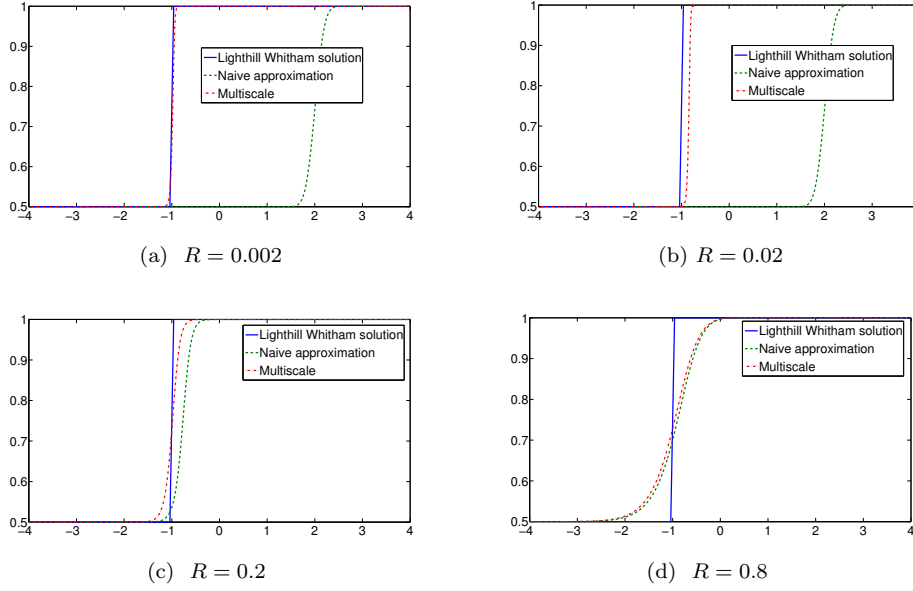 1
0.9
0.8
0.7
0.6
0.5
−4 −3 −2 −1 0 1 2 3 4
Lighthill Whitham solution
Naive approximation
Multiscale
(a) R = 0.002
1
0.9
0.8
0.7
0.6
0.5
−4 −3 −2 −1 0 1 2 3
Lighthill Whitham solution
Naive approximation
Multiscale
(b) R = 0.02
1
0.9
0.8
0.7
0.6
0.5
−4 −3 −2 −1 0 1 2 3 4
Lighthill Whitham solution
Naive approximation
Multiscale
(c) R = 0.2
1
0.9
0.8
0.7
0.6
0.5
−4 −3 −2 −1 0 1 2 3 4
Lighthill Whitham solution
Naive approximation
Multiscale
(d) R = 0.8